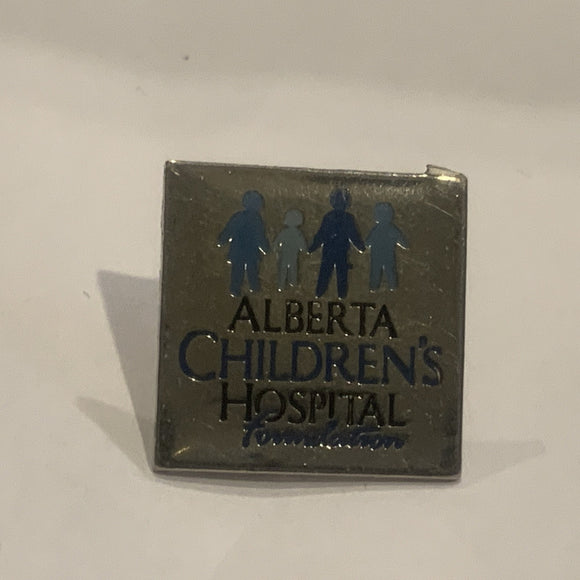 ALBERTA
CHILDREN'S
HOSPITAL
Foundation